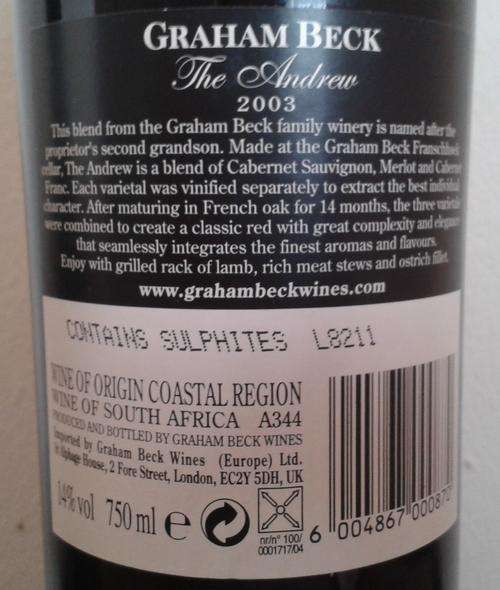 GRAHAM BECK
The Andrew
2003
This blend from the Graham Beck family winery is named after the
proprietor's second grandson. Made at the Graham Beck Franschhoek
cellar, The Andrew is a blend of Cabernet Sauvignon, Merlot and Cabernet
Franc. Each varietal was vinified separately to extract the best individual
character. After maturing in French oak for 14 months, the three varietals
were combined to create a classic red with great complexity and elegance
that seamlessly integrates the finest aromas and flavours.
Enjoy with grilled rack of lamb, rich meat stews and ostrich fillet.
www.grahambeckwines.com
CONTAINS SULPHITES L8211
WINE OF ORIGIN COASTAL REGION
WINE OF SOUTH AFRICA A344
PRODUCED AND BOTTLED BY GRAHAM BECK WINES
Imported by Graham Beck Wines (Europe) Ltd.
House, 2 Fore Street, London, EC2Y 5DH, UK
14% vol 750 ml e
nr/n° 100/
0001717/04
6 004867 000870